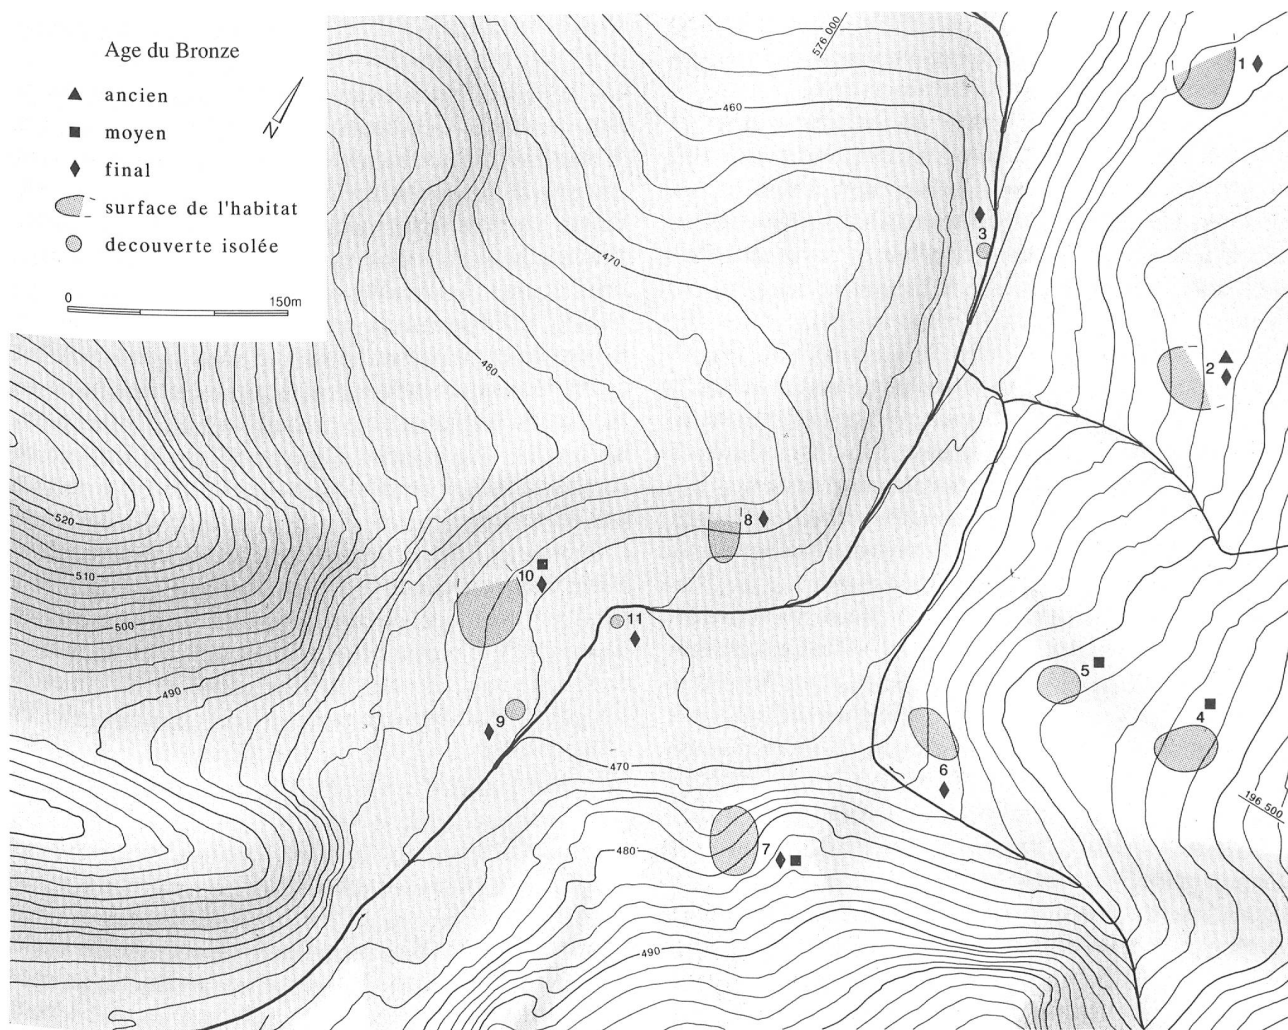 Age du Bronze
ancien
moyen
final
surface de l'habitat
decouverte isolée
N
0 150m
576 000
460
1
3
470
2
480
520
8
510
10
500
11
5
490
4
9
470
6
196 500
7
480
490